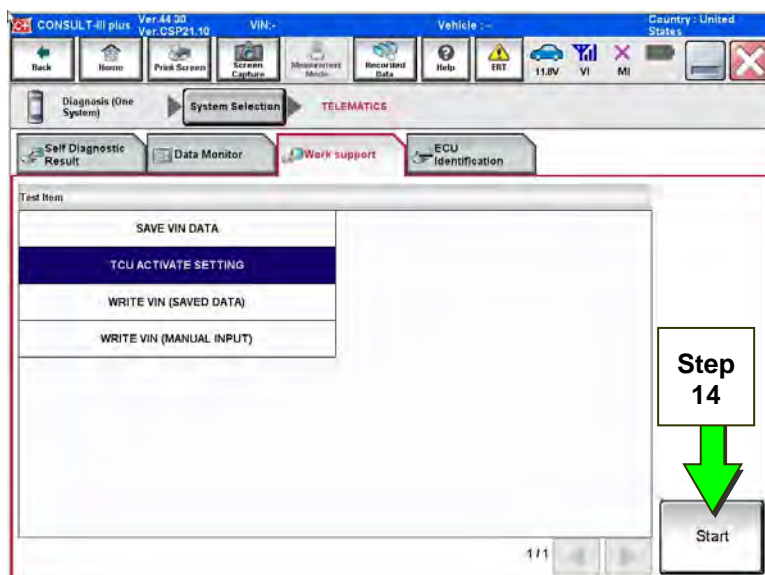 CONSULT-III plus Ver.44.30 VIN:- Vehicle : - Country : United
Ver.CSP21.10 States
Back Home Print Screen Screen Capture Measurement Mode Recorded Data Help ERT 11.8V VI MI
Diagnosis (One System) System Selection TELEMATICS
Self Diagnostic Result Data Monitor Work support ECU Identification
Test Item
SAVE VIN DATA
TCU ACTIVATE SETTING
WRITE VIN (SAVED DATA)
WRITE VIN (MANUAL INPUT)
Step
14
Start
1/1